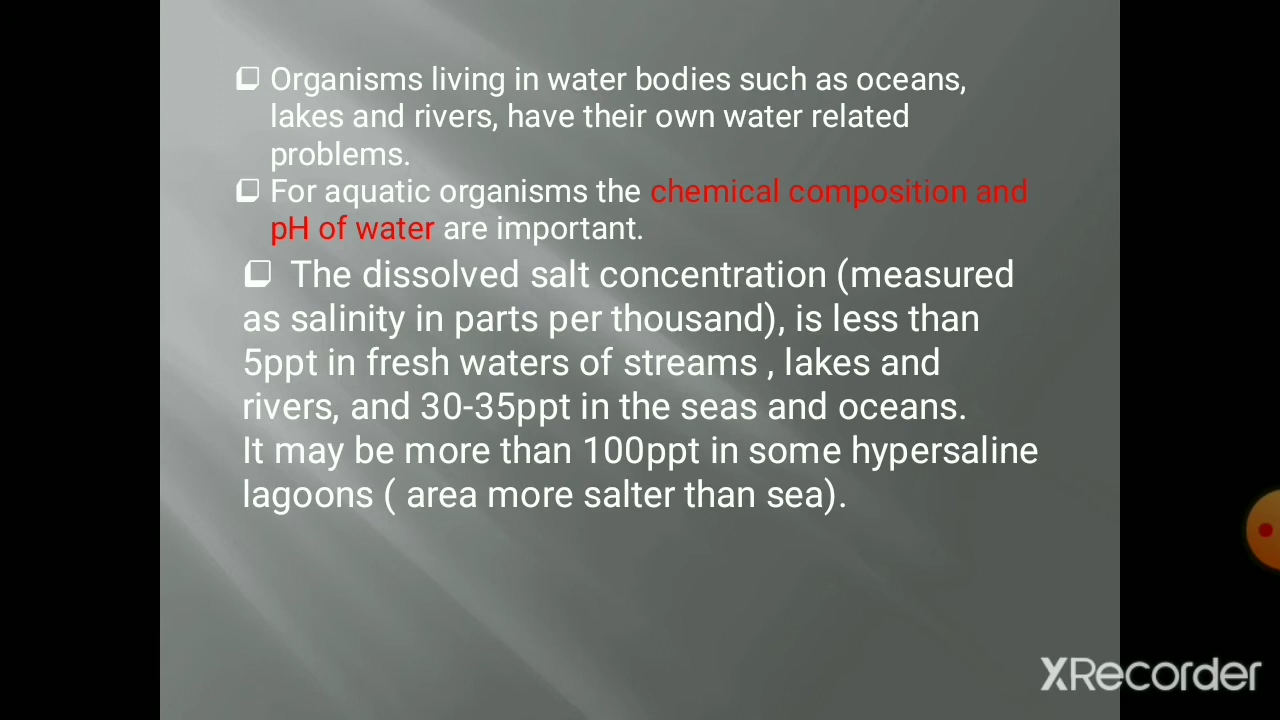 ❑ Organisms living in water bodies such as oceans,
lakes and rivers, have their own water related
problems.
❑ For aquatic organisms the chemical composition and
pH of water are important.
❑ The dissolved salt concentration (measured
as salinity in parts per thousand), is less than
5ppt in fresh waters of streams , lakes and
rivers, and 30-35ppt in the seas and oceans.
It may be more than 100ppt in some hypersaline
lagoons ( area more salter than sea).
XRecorder